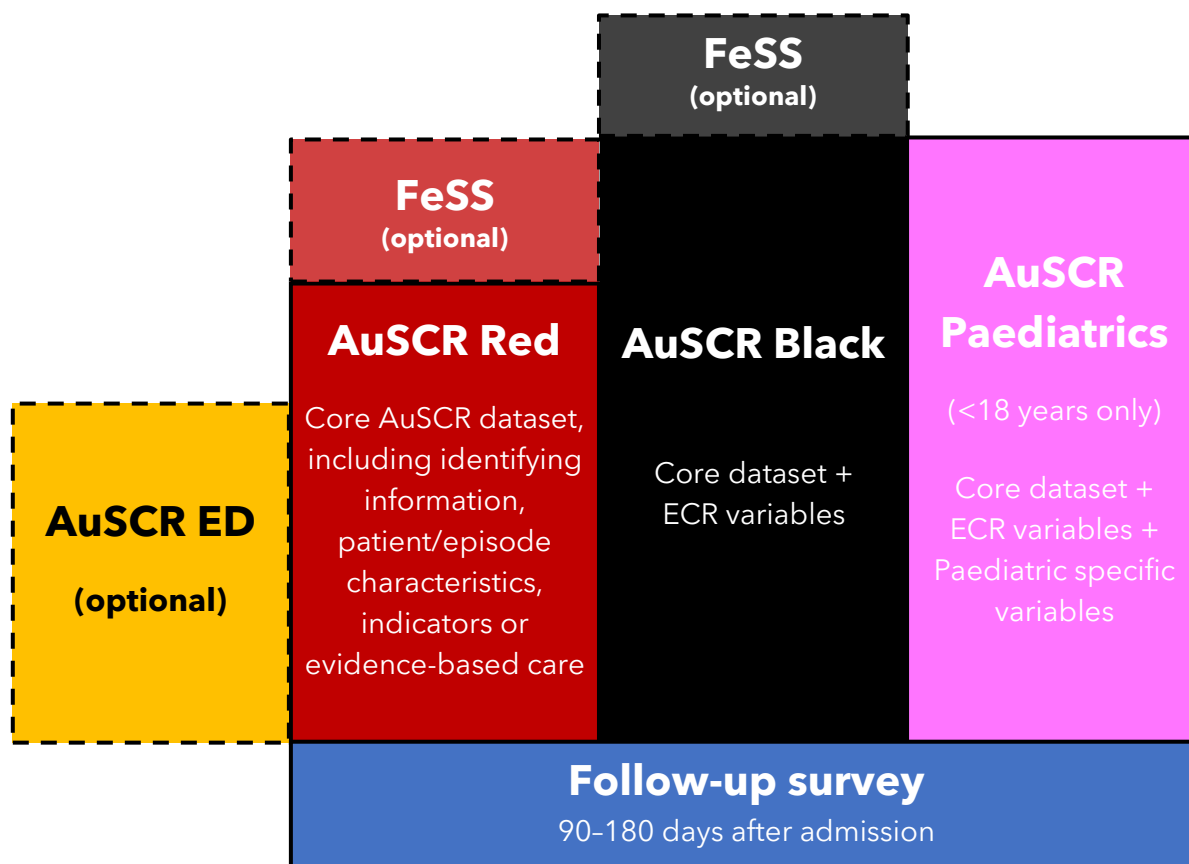 FeSS
(optional)
FeSS
(optional)
AuSCR ED
(optional)
AuSCR Red
Core AuSCR dataset,
including identifying
information,
patient/episode
characteristics,
indicators or
evidence-based care
AuSCR Black
Core dataset +
ECR variables
AuSCR
Paediatrics
(<18 years only)
Core dataset +
ECR variables +
Paediatric specific
variables
Follow-up survey
90–180 days after admission